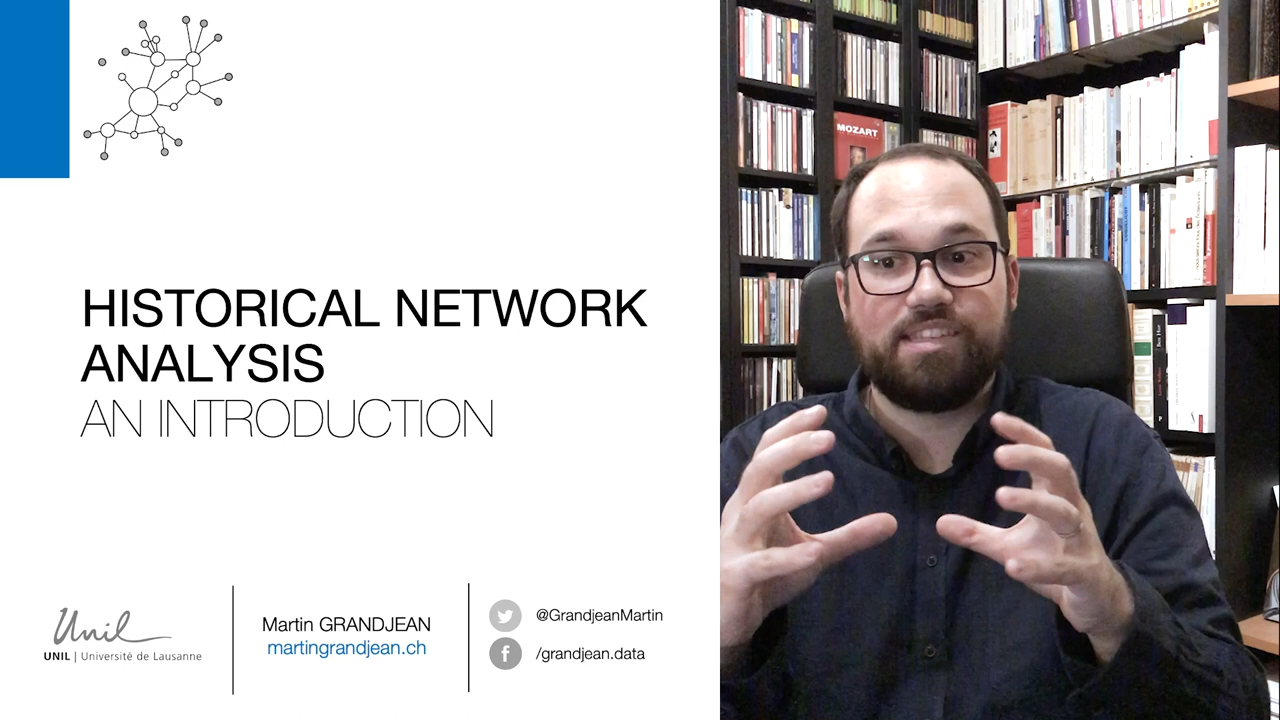 HISTORICAL NETWORK
ANALYSIS
AN INTRODUCTION
Unil
UNIL | Université de Lausanne
Martin GRANDJEAN
martingrandjean.ch
@GrandjeanMartin
/grandjean.data
MOZART